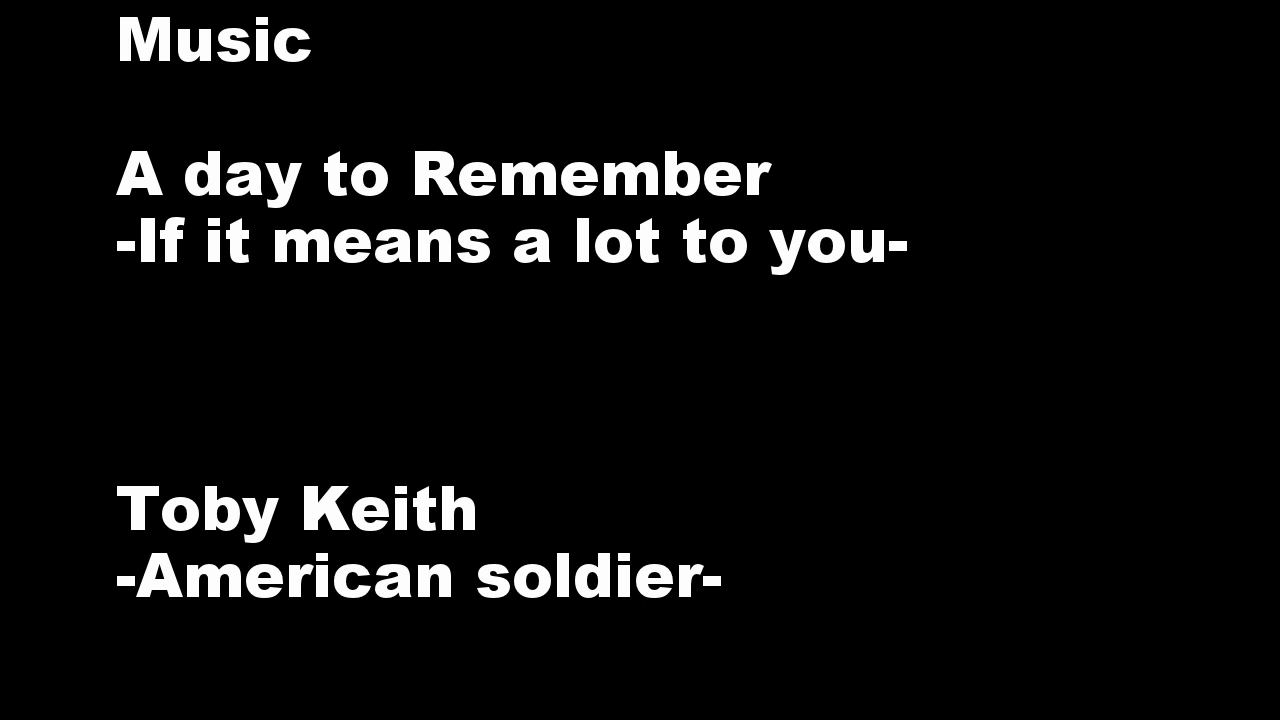 Music
A day to Remember
-If it means a lot to you-
Toby Keith
-American soldier-